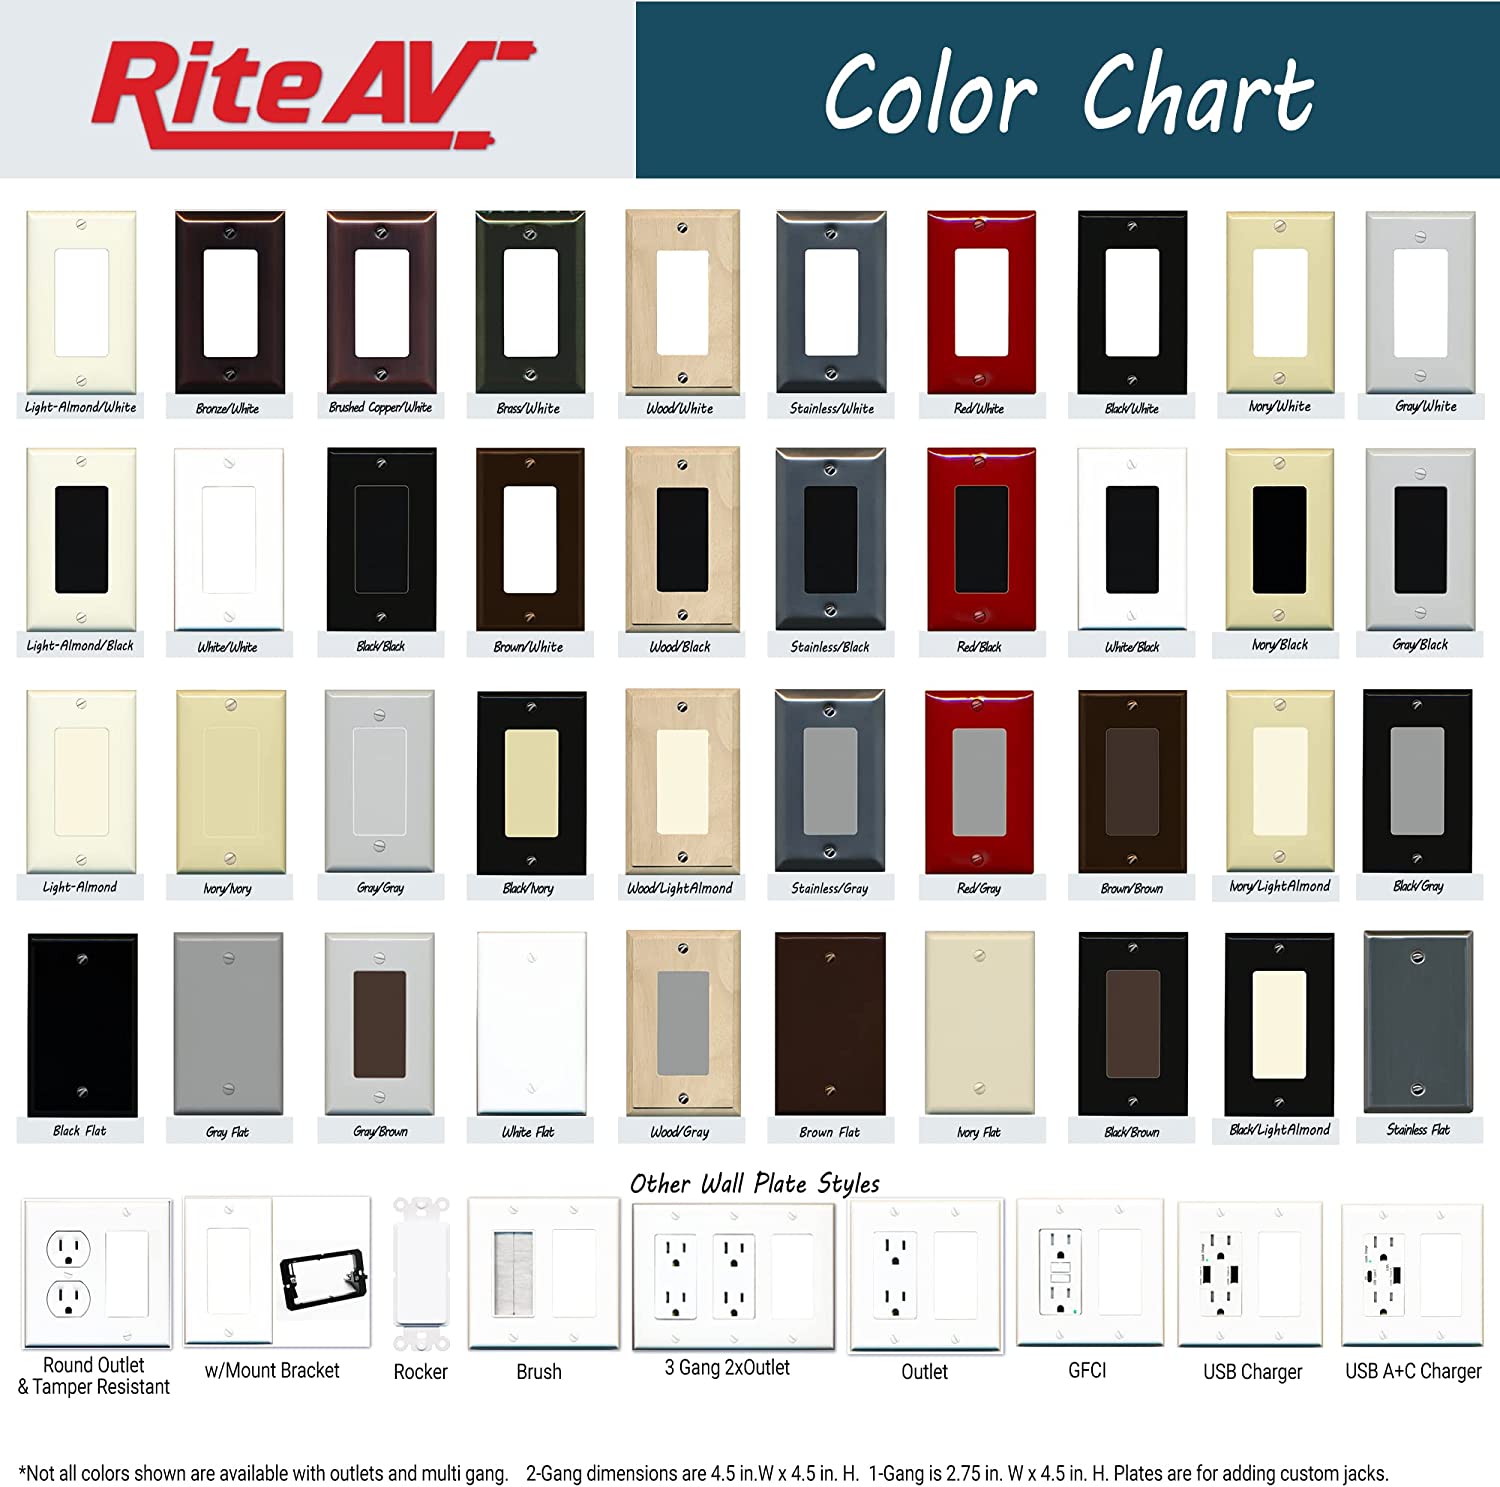 Rite AV
Color Chart
Light-Almond/White
Bronze/White
Brushed Copper/White
Brass/White
Wood/White
Stainless/White
Red/White
Black/White
Ivory/White
Gray/White
Light-Almond/Black
White/White
Black/Black
Brown/White
Wood/Black
Stainless/Black
Red/Black
White/Black
Ivory/Black
Gray/Black
Light-Almond
Ivory/Ivory
Gray/Gray
Black/Ivory
Wood/LightAlmond
Stainless/Gray
Red/Gray
Brown/Brown
Ivory/LightAlmond
Black/Gray
Black Flat
Gray Flat
Gray/Brown
White Flat
Wood/Gray
Brown Flat
Ivory Flat
Black/Brown
Black/LightAlmond
Stainless Flat
Other Wall Plate Styles
Round Outlet
& Tamper Resistant
w/Mount Bracket
Rocker
Brush
3 Gang 2xOutlet
Outlet
GFCI
USB Charger
USB A+C Charger
*Not all colors shown are available with outlets and multi gang. 2-Gang dimensions are 4.5 in.W x 4.5 in. H. 1-Gang is 2.75 in. W x 4.5 in. H. Plates are for adding custom jacks.